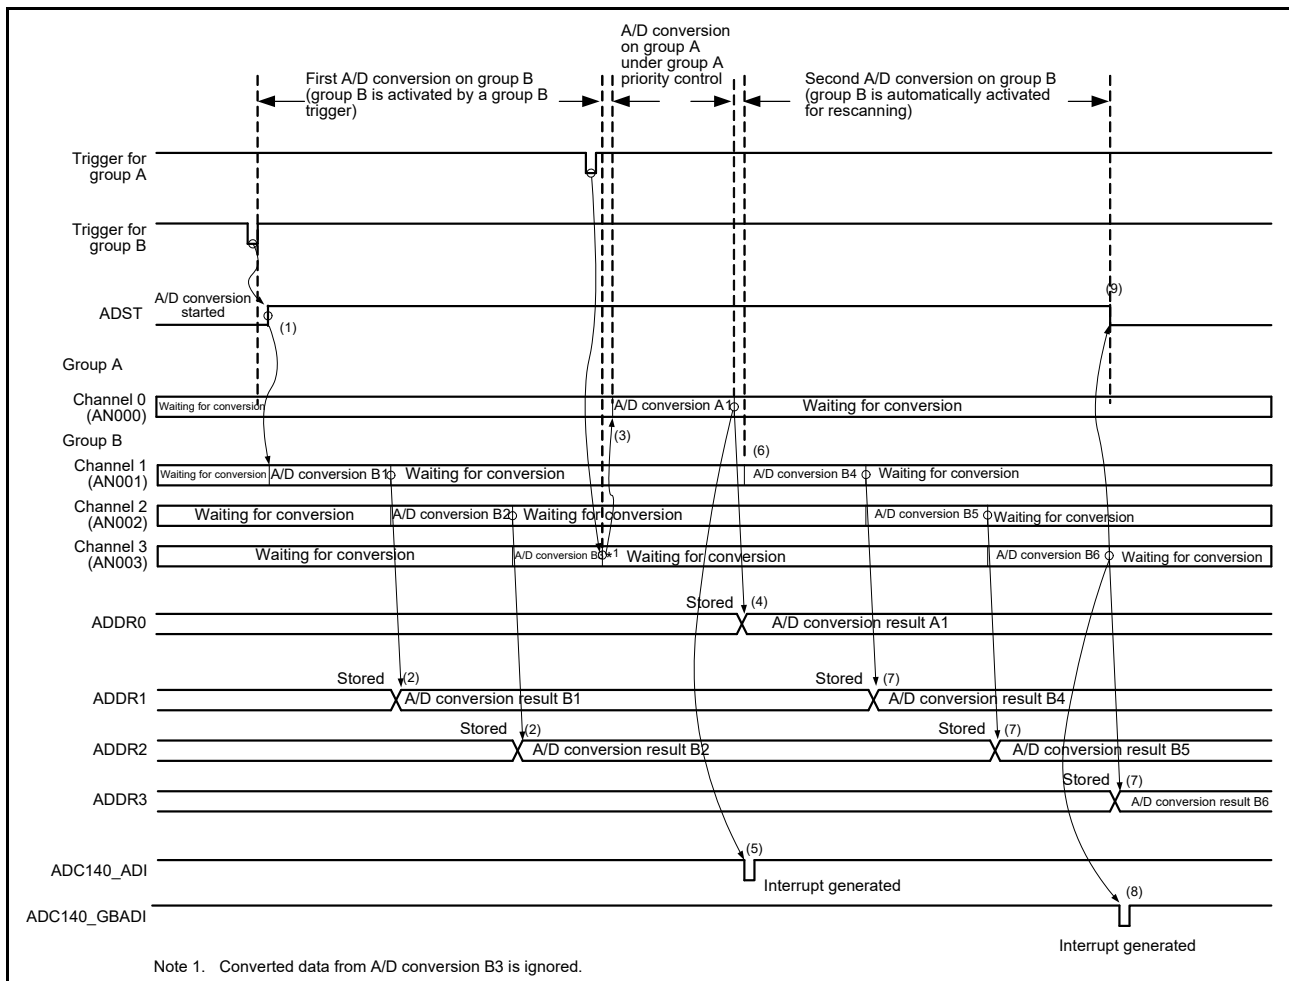 A/D conversion
on group A
under group A
priority control
First A/D conversion on group B
(group B is activated by a group B
trigger)
Second A/D conversion on group B
(group B is automatically activated
for rescanning)
Trigger for
group A
Trigger for
group B
A/D conversion
started
ADST
(1)
(9)
Group A
Channel 0
(AN000)
Waiting for conversion
A/D conversion A1
Waiting for conversion
(3)
Group B
(6)
Channel 1
(AN001)
Waiting for conversion
A/D conversion B1
Waiting for conversion
A/D conversion B4
Waiting for conversion
Channel 2
(AN002)
Waiting for conversion
A/D conversion B2
Waiting for conversion
A/D conversion B5
Waiting for conversion
Channel 3
(AN003)
Waiting for conversion
A/D conversion
*1
Waiting for conversion
A/D conversion B6
Waiting for conversion
Stored
(4)
ADDR0
A/D conversion result A1
Stored
(2)
Stored
(7)
ADDR1
A/D conversion result B1
A/D conversion result B4
Stored
(2)
Stored
(7)
ADDR2
A/D conversion result B2
A/D conversion result B5
Stored
(7)
ADDR3
A/D conversion result B6
(5)
ADC140_ADI
Interrupt generated
(8)
ADC140_GBADI
Interrupt generated
Note 1. Converted data from A/D conversion B3 is ignored.